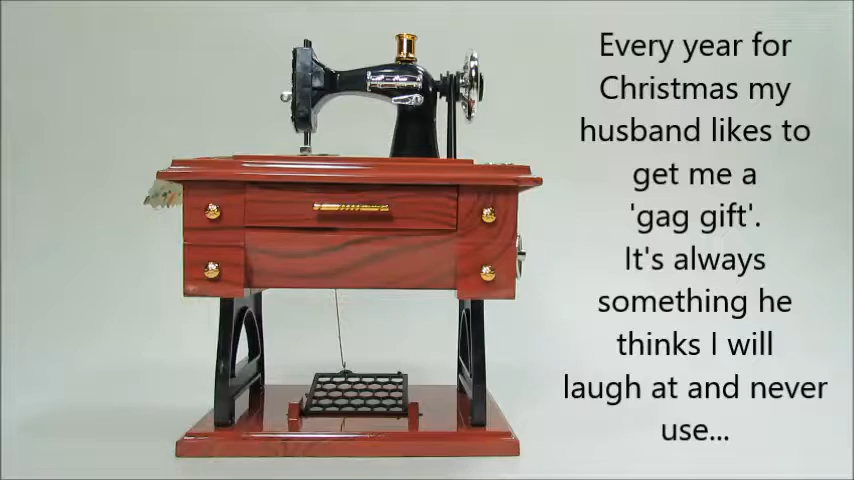 Every year for
Christmas my
husband likes to
get me a
'gag gift'.
It's always
something he
thinks I will
laugh at and never
use...